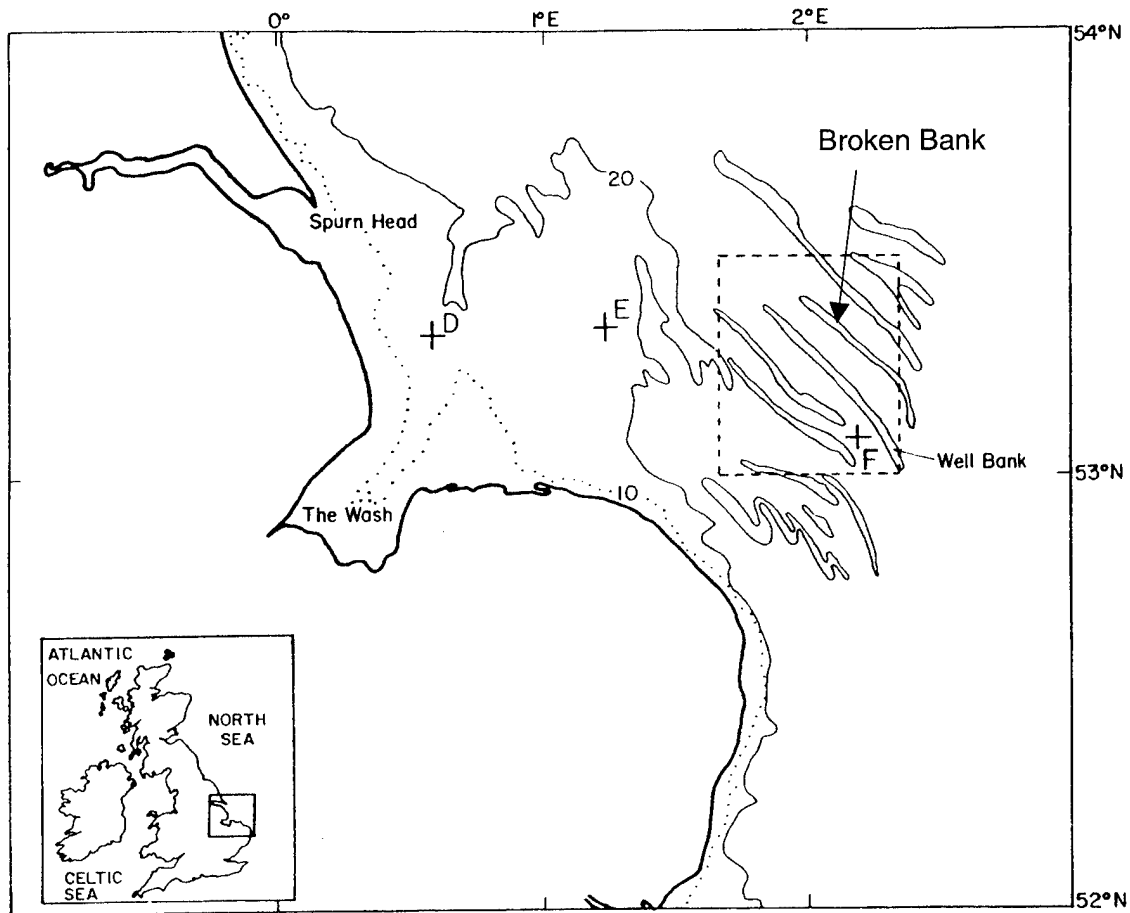 0°
1°E
2°E
54°N
Broken Bank
20
Spurn Head
D
E
F
Well Bank
53°N
10
The Wash
ATLANTIC
OCEAN
NORTH
SEA
CELTIC
SEA
52°N